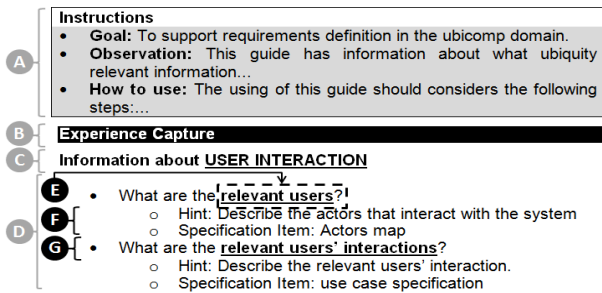 Instructions
• Goal: To support requirements definition in the ubicomp domain.
• Observation: This guide has information about what ubiquity
relevant information…
• How to use: The using of this guide should considers the following
steps:…
A
B Experience Capture
C Information about USER INTERACTION
D
E • What are the relevant users?
F o Hint: Describe the actors that interact with the system
o Specification Item: Actors map
G • What are the relevant users' interactions?
o Hint: Describe the relevant users' interaction.
o Specification Item: use case specification